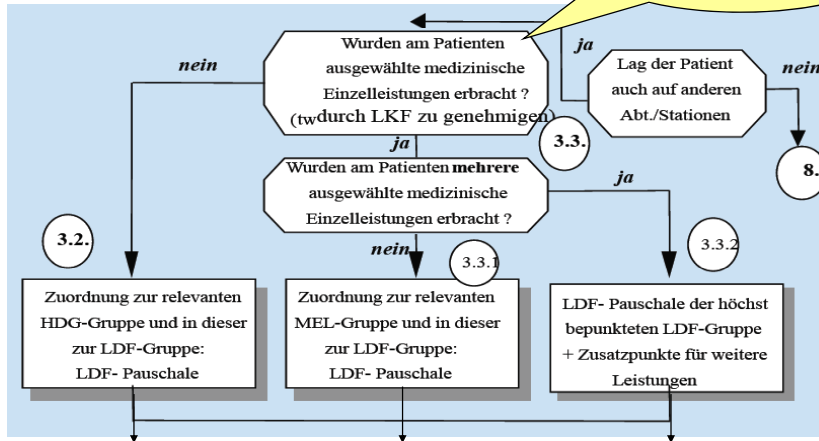 Wurden am Patienten
ausgewählte medizinische
Einzelleistungen erbracht ?
(twdurch LKF zu genehmigen)
nein
ja
Lag der Patient
auch auf anderen
Abt./Stationen
nein
8.
ja
3.3.
Wurden am Patienten mehrere
ausgewählte medizinische
Einzelleistungen erbracht ?
ja
nein
3.2.
3.3.1
3.3.2
Zuordnung zur relevanten
HDG-Gruppe und in dieser
zur LDF-Gruppe:
LDF- Pauschale
Zuordnung zur relevanten
MEL-Gruppe und in dieser
zur LDF-Gruppe:
LDF- Pauschale
LDF- Pauschale der höchst
bepunkteten LDF-Gruppe
+ Zusatzpunkte für weitere
Leistungen